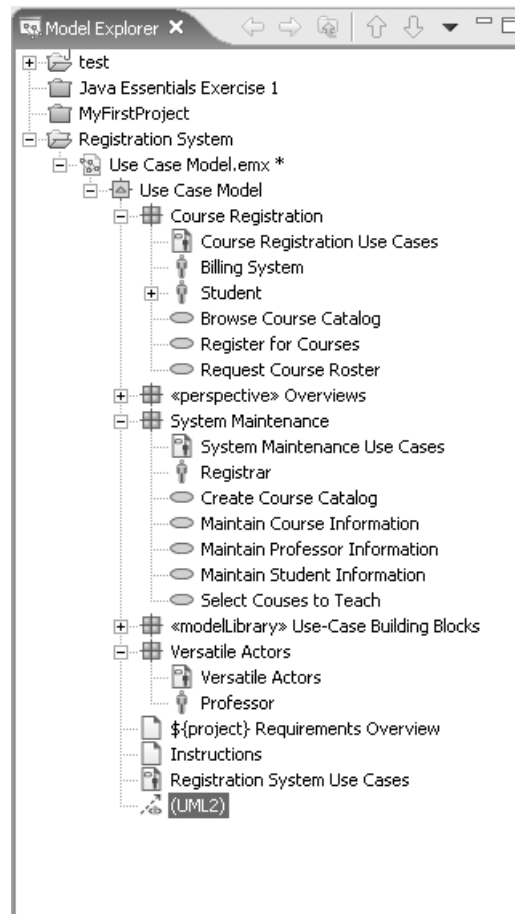 Model Explorer
test
Java Essentials Exercise 1
MyFirstProject
Registration System
Use Case Model.emx *
Use Case Model
Course Registration
Course Registration Use Cases
Billing System
Student
Browse Course Catalog
Register for Courses
Request Course Roster
«perspective» Overviews
System Maintenance
System Maintenance Use Cases
Registrar
Create Course Catalog
Maintain Course Information
Maintain Professor Information
Maintain Student Information
Select Couses to Teach
«modelLibrary» Use-Case Building Blocks
Versatile Actors
Versatile Actors
Professor
${project} Requirements Overview
Instructions
Registration System Use Cases
(UML2)